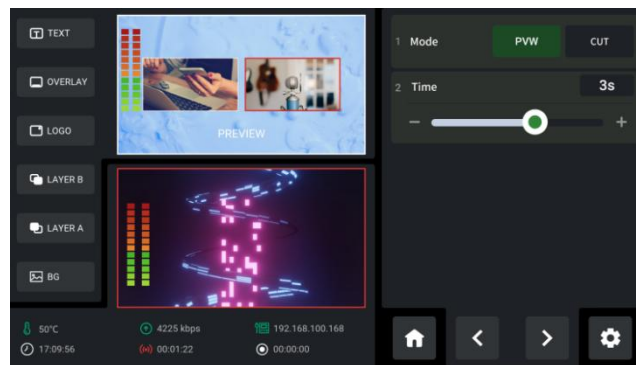 TEXT
OVERLAY
LOGO
LAYER B
LAYER A
BG
PREVIEW
1 Mode PVW CUT
2 Time 3s
− +
50°C 4225 kbps 192.168.100.168
17:09:56 00:01:22 00:00:00